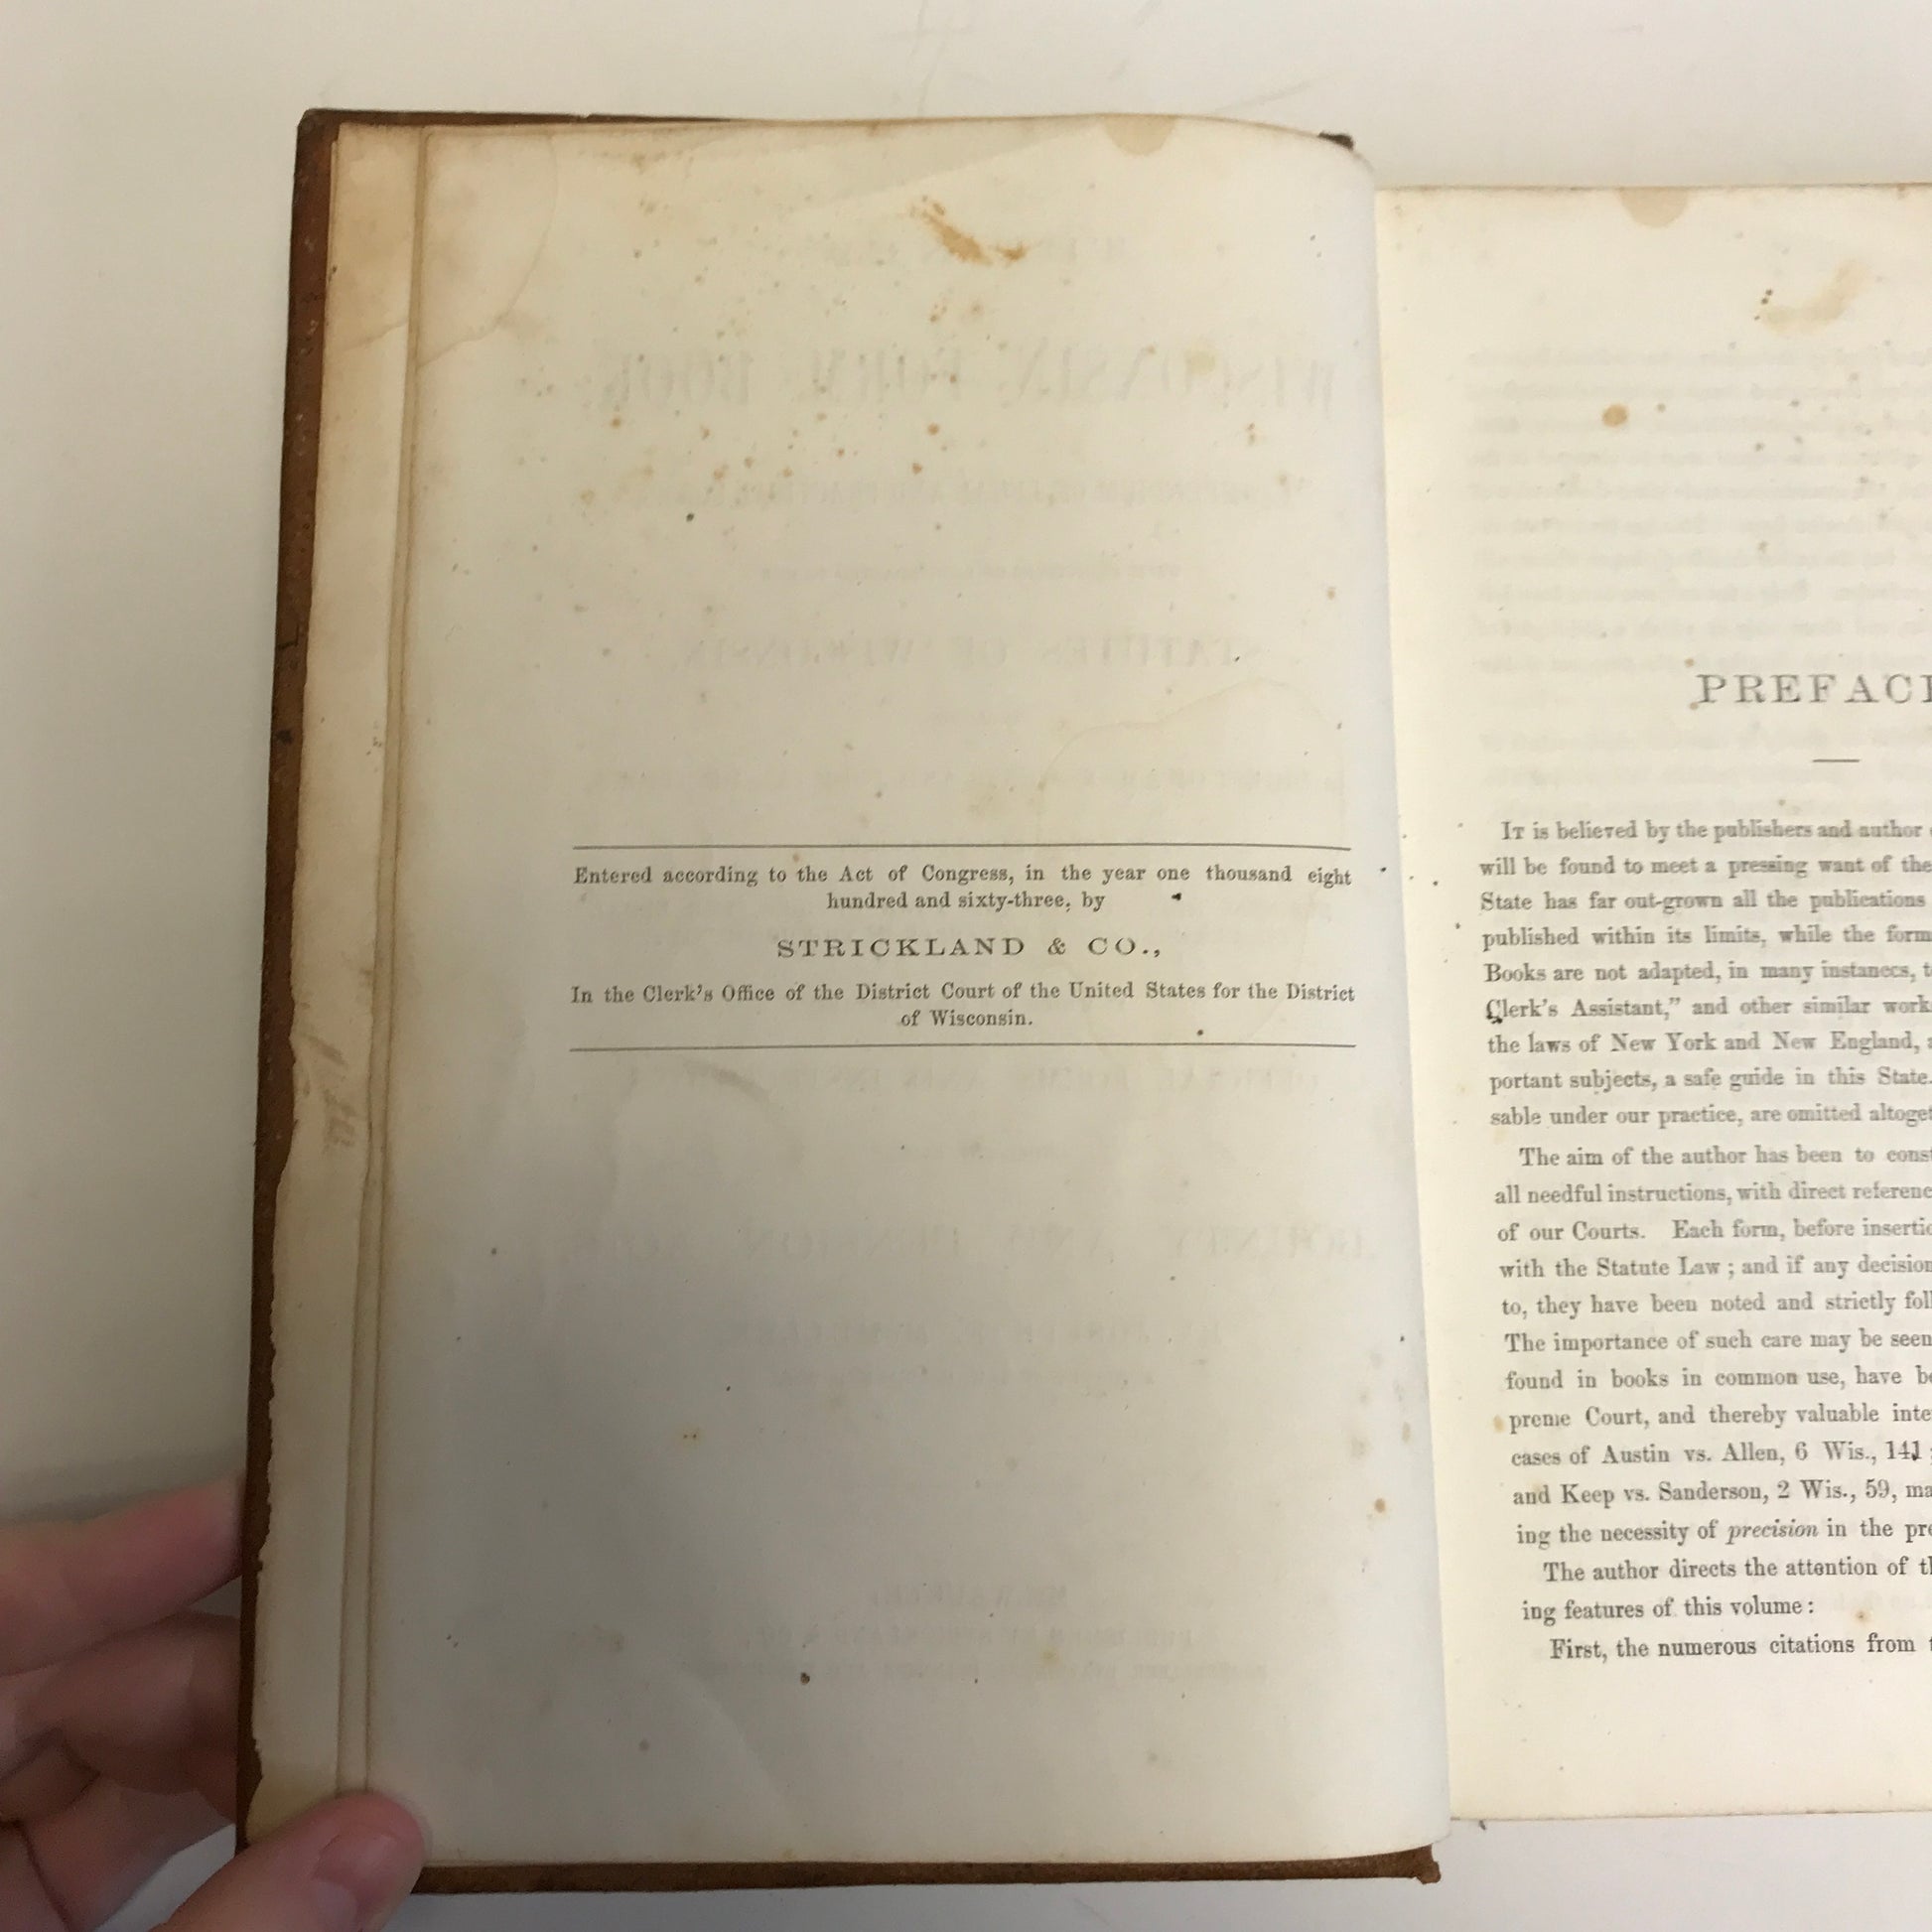 Entered according to the Act of Congress, in the year one thousand eight
hundred and sixty-three, by
STRICKLAND & CO.,
In the Clerk's Office of the District Court of the United States for the District
of Wisconsin.
PREFAC
IT is believed by the publishers and author
will be found to meet a pressing want of the
State has far out-grown all the publications
published within its limits, while the form
Books are not adapted, in many instances,
Clerk's Assistant," and other similar work
the laws of New York and New England,
portant subjects, a safe guide in this State.
sable under our practice, are omitted altoget
The aim of the author has been to const
all needful instructions, with direct referenc
of our Courts. Each form, before insertio
with the Statute Law ; and if any decision
to, they have been noted and strictly foll
The importance of such care may be seen
found in books in common use, have be
preme Court, and thereby valuable inte
cases of Austin vs. Allen, 6 Wis., 141 ;
and Keep vs. Sanderson, 2 Wis., 59, ma
ing the necessity of precision in the pre
The author directs the attention of th
ing features of this volume :
First, the numerous citations from t